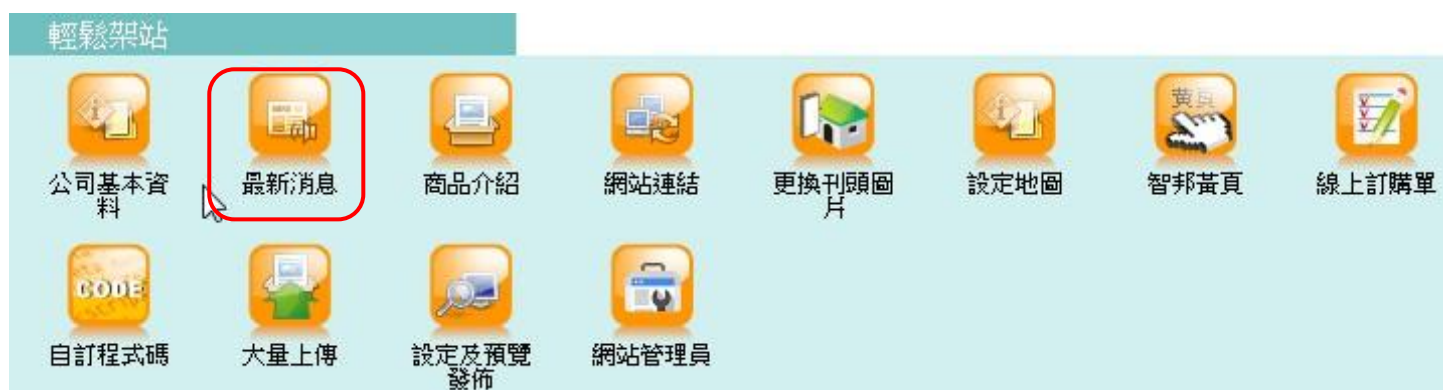 輕鬆架站
黃頁
公司基本資料
最新消息
商品介紹
網站連結
更換刊頭圖片
設定地圖
智邦黃頁
線上訂購單
CODE
自訂程式碼
大量上傳
設定及預覽發佈
網站管理員